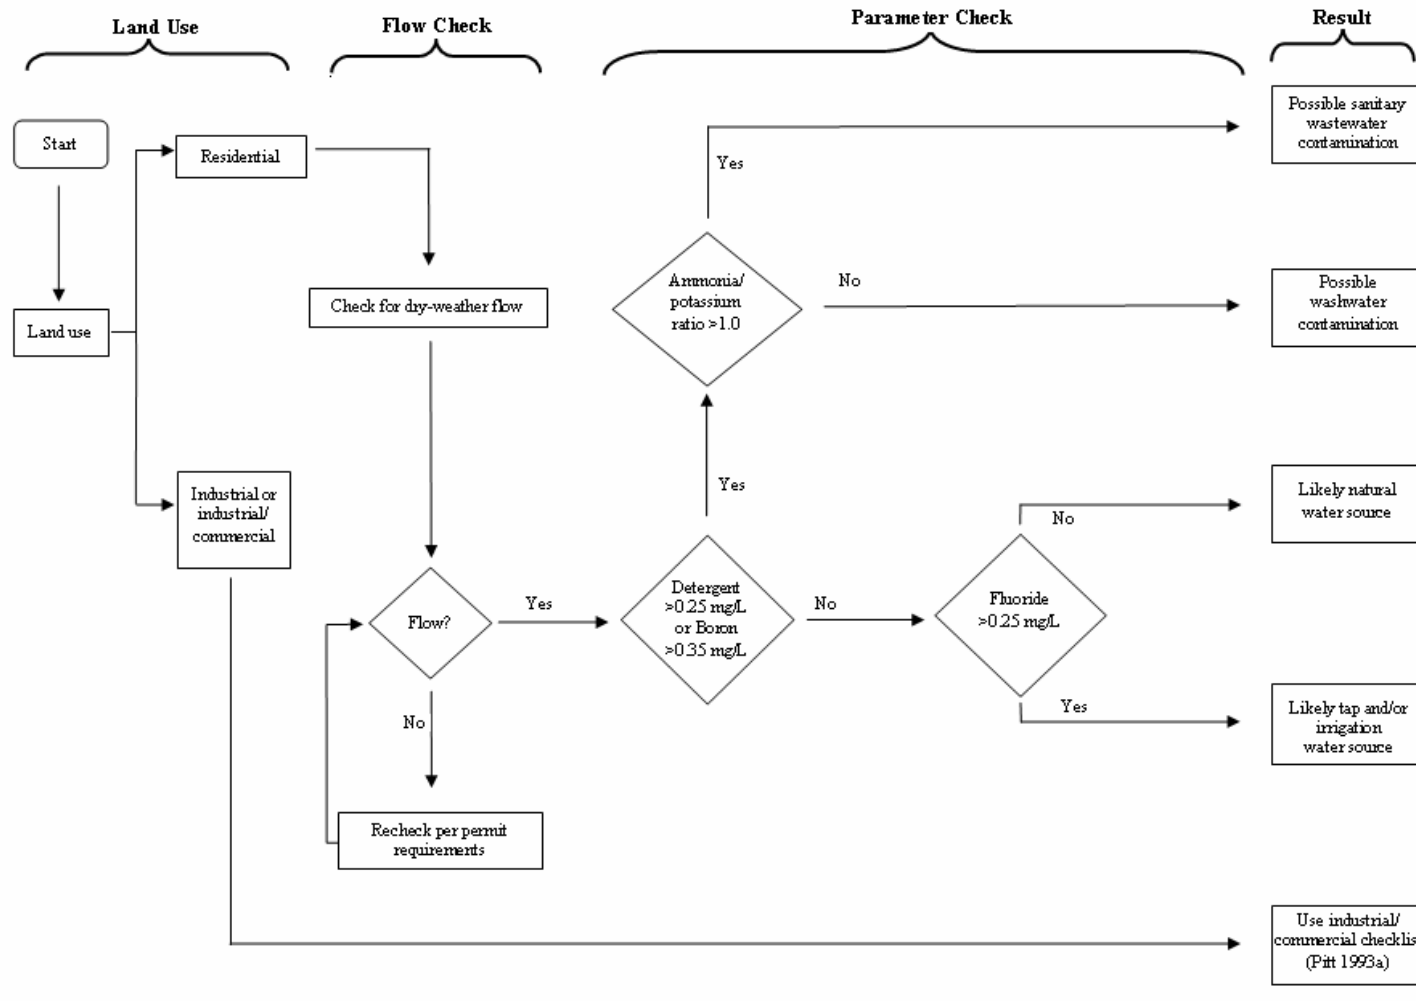 Land Use
Flow Check
Parameter Check
Result
Start
Land use
Residential
Industrial or
industrial/
commercial
Check for dry-weather flow
Flow?
Yes
No
Recheck per permit
requirements
Detergent
>0.25 mg/L
or Boron
>0.35 mg/L
Yes
No
Ammonia/
potassium
ratio >1.0
Yes
No
Fluoride
>0.25 mg/L
No
Yes
Possible sanitary
wastewater
contamination
Possible
washwater
contamination
Likely natural
water source
Likely tap and/or
irrigation
water source
Use industrial/
commercial checklis
(Pitt 1993a)